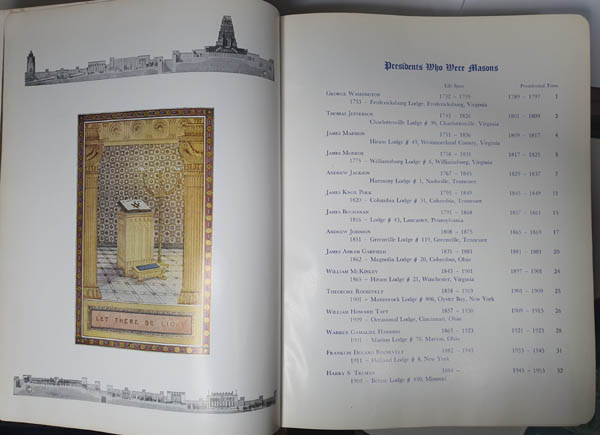 LET THERE BE LIGHT
Presidents Who Were Masons
Life Span Presidential Term
GEORGE WASHINGTON 1732 – 1799 1789 – 1797 1
1753 – Fredericksburg Lodge, Fredericksburg, Virginia
THOMAS JEFFERSON 1743 – 1826 1801 – 1809 3
Charlottesville Lodge # 90, Charlottesville, Virginia
JAMES MADISON 1751 – 1836 1809 – 1817 4
Hiram Lodge # 49, Westmoreland County, Virginia
JAMES MONROE 1758 – 1831 1817 – 1825 5
1775 – Williamsburg Lodge # 6, Williamsburg, Virginia
ANDREW JACKSON 1767 – 1845 1829 – 1837 7
Harmony Lodge # 1, Nashville, Tennessee
JAMES KNOX POLK 1795 – 1849 1845 – 1849 11
1820 – Columbia Lodge # 31, Columbia, Tennessee
JAMES BUCHANAN 1791 – 1868 1857 – 1861 15
1816 – Lodge # 43, Lancaster, Pennsylvania
ANDREW JOHNSON 1808 – 1875 1865 – 1869 17
1851 – Greenville Lodge # 119, Greenville, Tennessee
JAMES ABRAM GARFIELD 1831 – 1881 1881 – 1881 20
1862 – Magnolia Lodge # 20, Columbus, Ohio
WILLIAM MCKINLEY 1843 – 1901 1897 – 1901 24
1865 – Hiram Lodge # 21, Winchester, Virginia
THEODORE ROOSEVELT 1858 – 1919 1901 – 1909 25
1901 – Matinecock Lodge # 806, Oyster Bay, New York
WILLIAM HOWARD TAFT 1857 – 1930 1909 – 1913 26
1909 – Occasional Lodge, Cincinnati, Ohio
WARREN GAMALIEL HARDING 1865 – 1923 1921 – 1923 28
1901 – Marion Lodge # 70, Marion, Ohio
FRANKLIN DELANO ROOSEVELT 1882 – 1945 1933 – 1945 31
1911 – Holland Lodge # 8, New York
HARRY S TRUMAN 1884 – 1945 – 1953 32
1909 – Belton Lodge # 450, Missouri